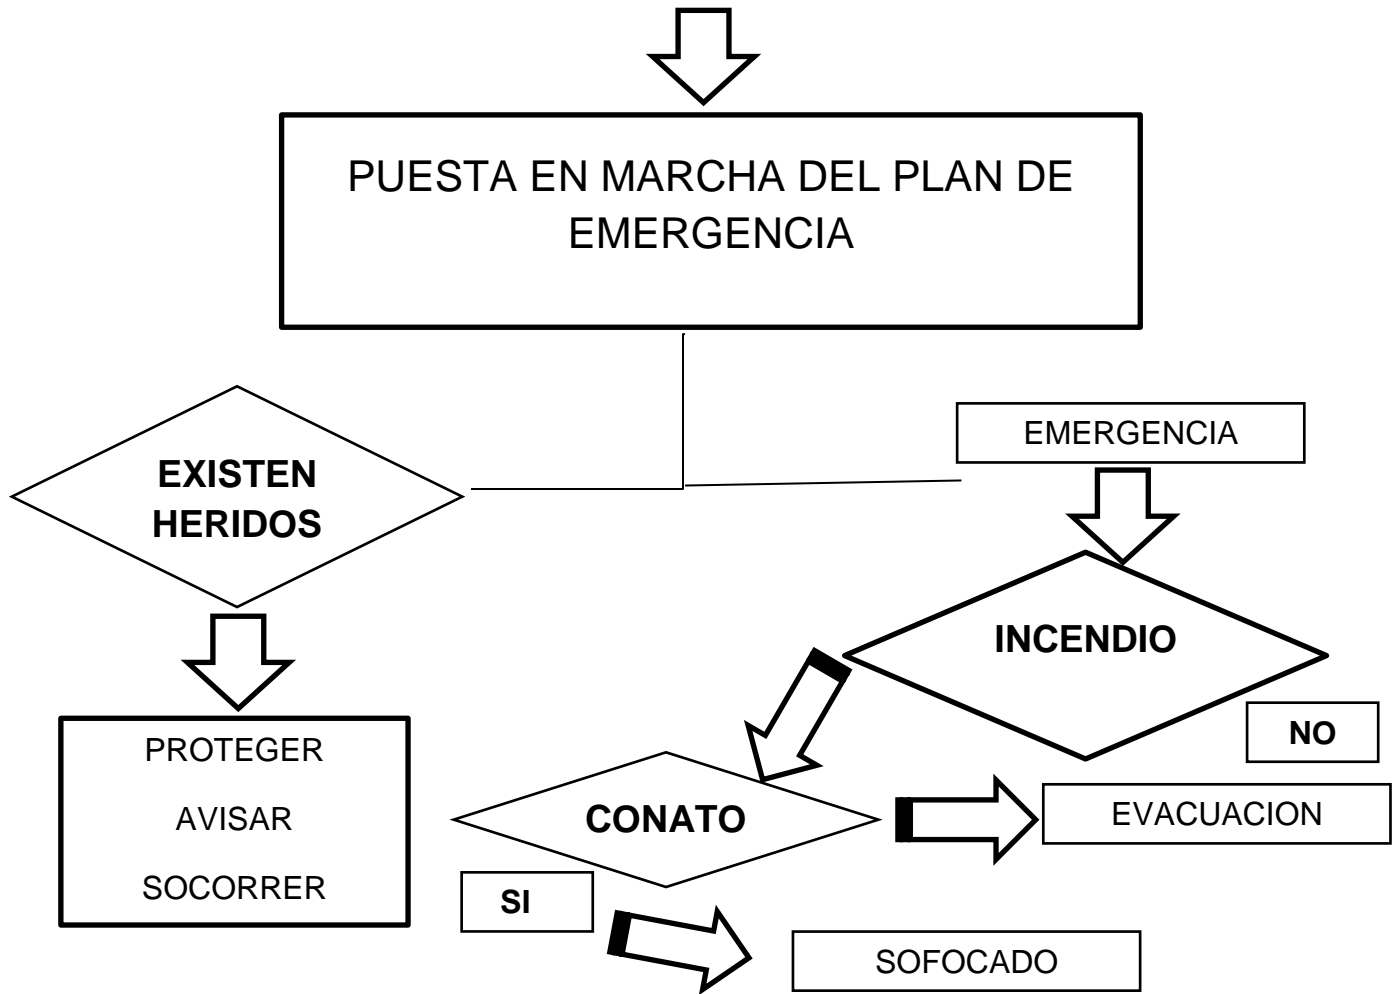 PUESTA EN MARCHA DEL PLAN DE
EMERGENCIA
EXISTEN
HERIDOS
PROTEGER
AVISAR
SOCORRER
EMERGENCIA
INCENDIO
NO
CONATO
EVACUACION
SI
SOFOCADO